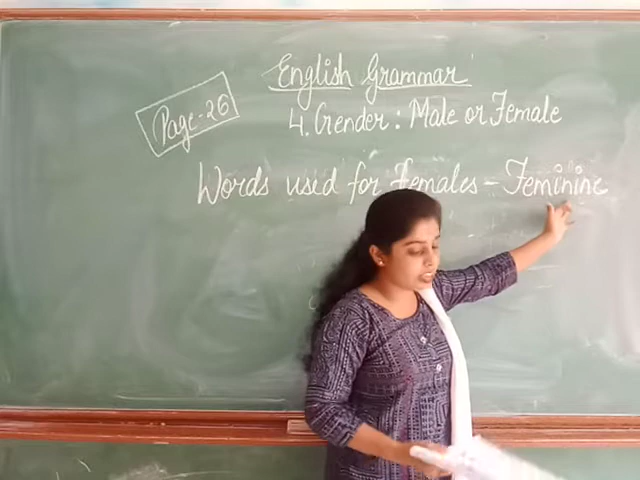 English Grammar
Page-26
4. Gender: Male or Female
Words used for Females - Feminine